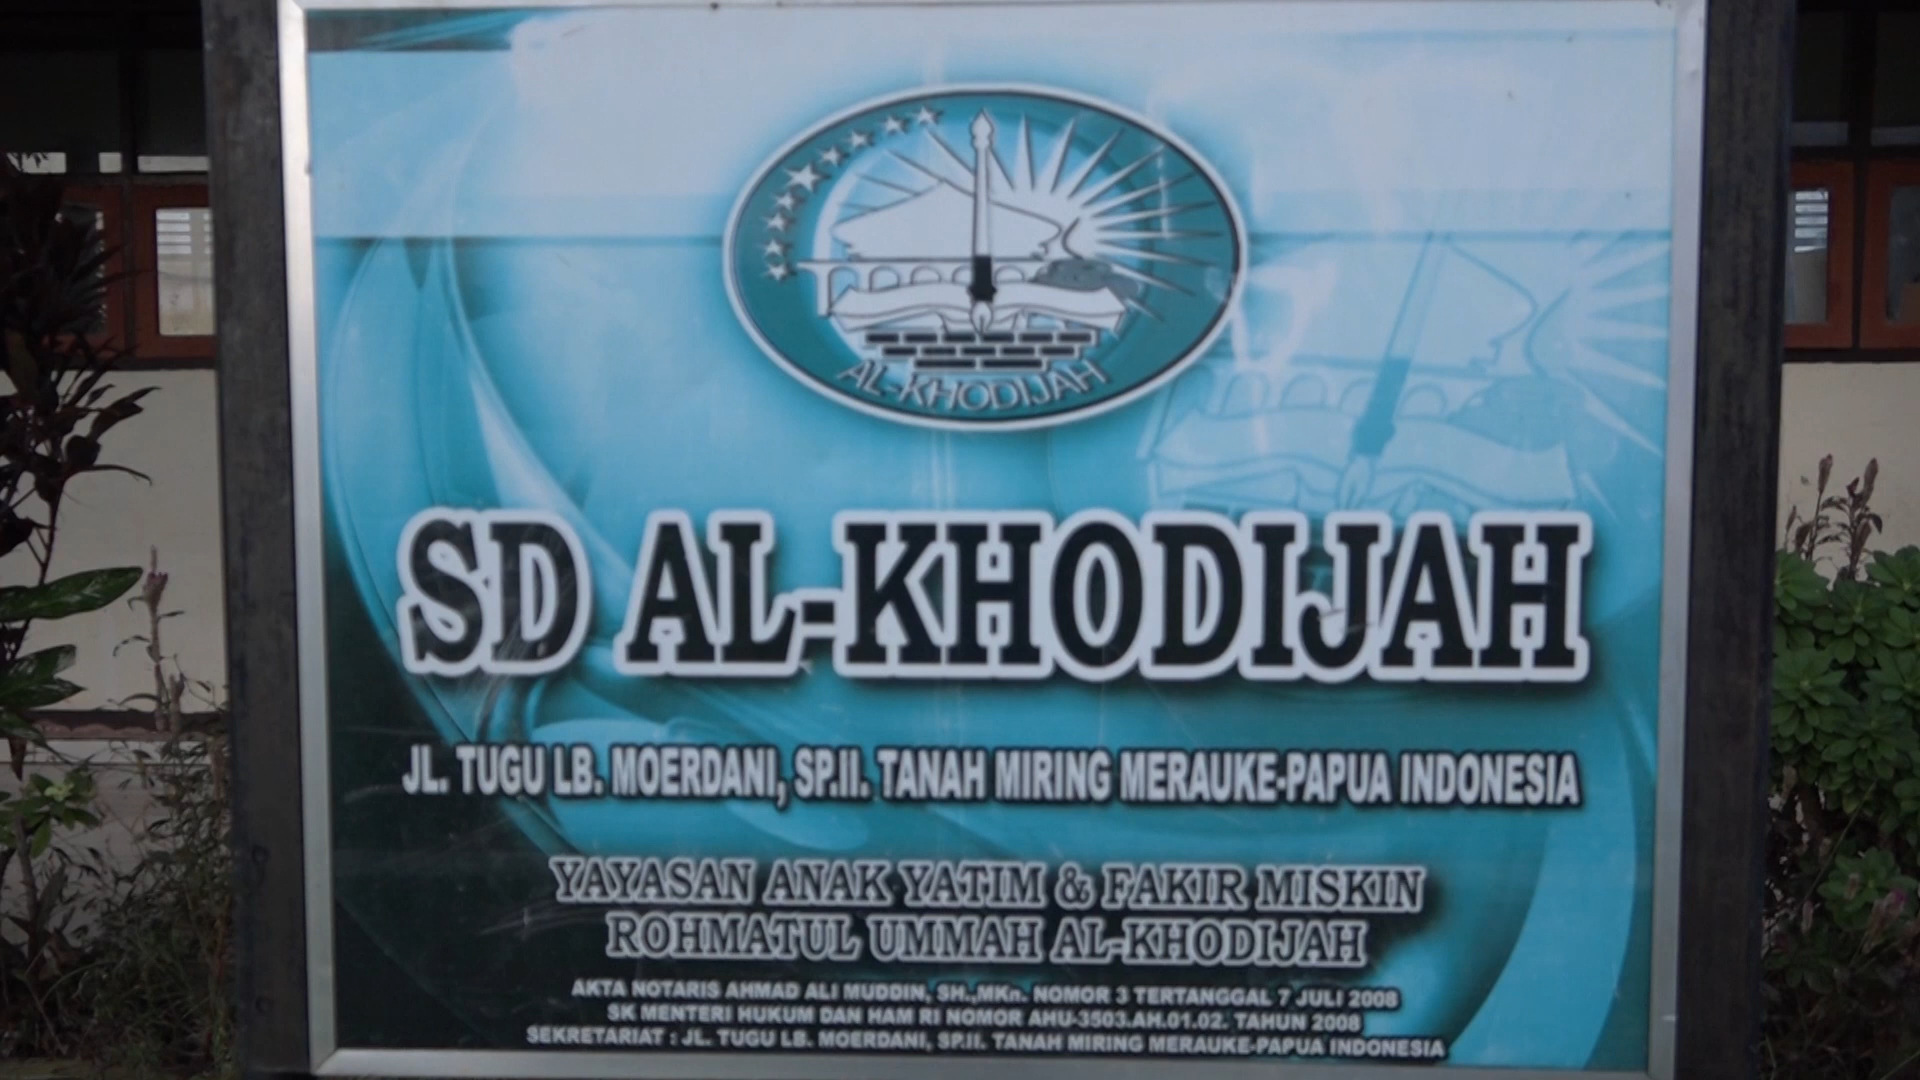 AL-KHODIJAH
SD AL-KHODIJAH
JL. TUGU LB. MOERDANI, SP.II. TANAH MIRING MERAUKE-PAPUA INDONESIA
YAYASAN ANAK YATIM & FAKIR MISKIN
ROHMATUL UMMAH AL-KHODIJAH
AKTA NOTARIS AHMAD ALI MUDDIN, SH.,MKn. NOMOR 3 TERTANGGAL 7 JULI 2008
SK MENTERI HUKUM DAN HAM RI NOMOR AHU-3503.AH.01.02. TAHUN 2008
SEKRETARIAT : JL. TUGU LB. MOERDANI, SP.II. TANAH MIRING MERAUKE-PAPUA INDONESIA